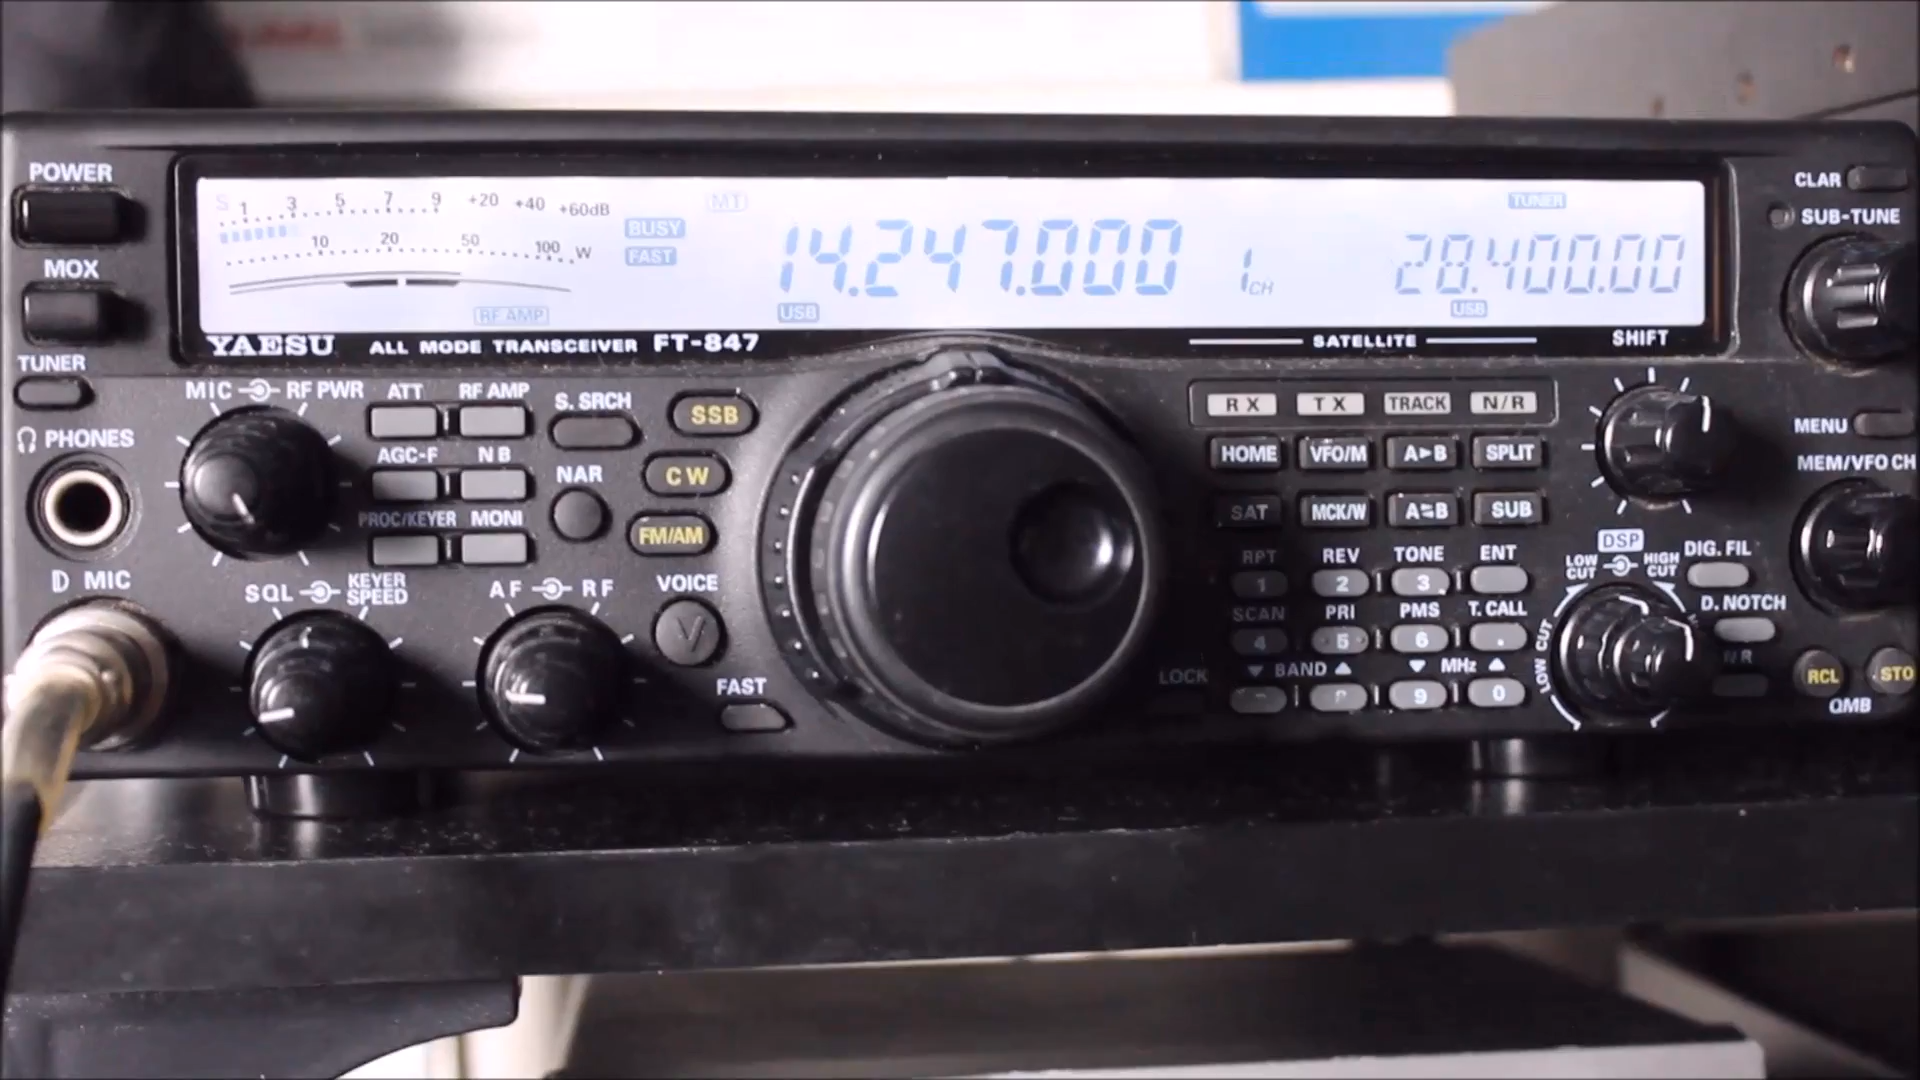 POWER
MOX
TUNER
PHONES
MIC
S 1 3 5 7 9 +20 +40 +60dB
10 20 50 100 W
BUSY
FAST
MT
RF AMP
14.247.000
USB
1 CH
TUNER
28.400.00
USB
YAESU ALL MODE TRANSCEIVER FT-847
SATELLITE
SHIFT
CLAR
SUB-TUNE
MENU
MEM/VFO CH
MIC RF PWR
ATT RF AMP
AGC-F NB
PROC/KEYER MONI
S. SRCH
NAR
SSB
CW
FM/AM
SQL KEYER SPEED
AF RF
VOICE
FAST
RX TX TRACK N/R
HOME VFO/M A▶B SPLIT
SAT MCK/W A⇆B SUB
RPT REV TONE ENT
1 2 3
SCAN PRI PMS T. CALL
4 5 6 .
▼ BAND ▲ ▼ MHz ▲
9 0
LOCK
DSP
LOW CUT HIGH CUT
LOW CUT
DIG. FIL
D. NOTCH
NR
RCL STO
QMB